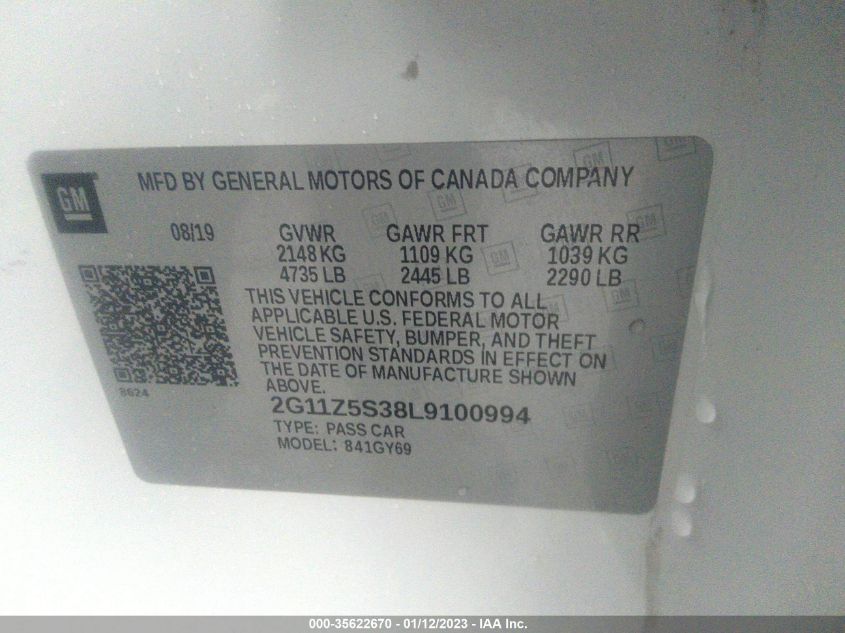 GM
MFD BY GENERAL MOTORS OF CANADA COMPANY
08/19 GVWR GAWR FRT GAWR RR
2148 KG 1109 KG 1039 KG
4735 LB 2445 LB 2290 LB
THIS VEHICLE CONFORMS TO ALL
APPLICABLE U.S. FEDERAL MOTOR
VEHICLE SAFETY, BUMPER, AND THEFT
PREVENTION STANDARDS IN EFFECT ON
THE DATE OF MANUFACTURE SHOWN
ABOVE.
8624
2G11Z5S38L9100994
TYPE: PASS CAR
MODEL: 841GY69
000-35622670 - 01/12/2023 - IAA Inc.